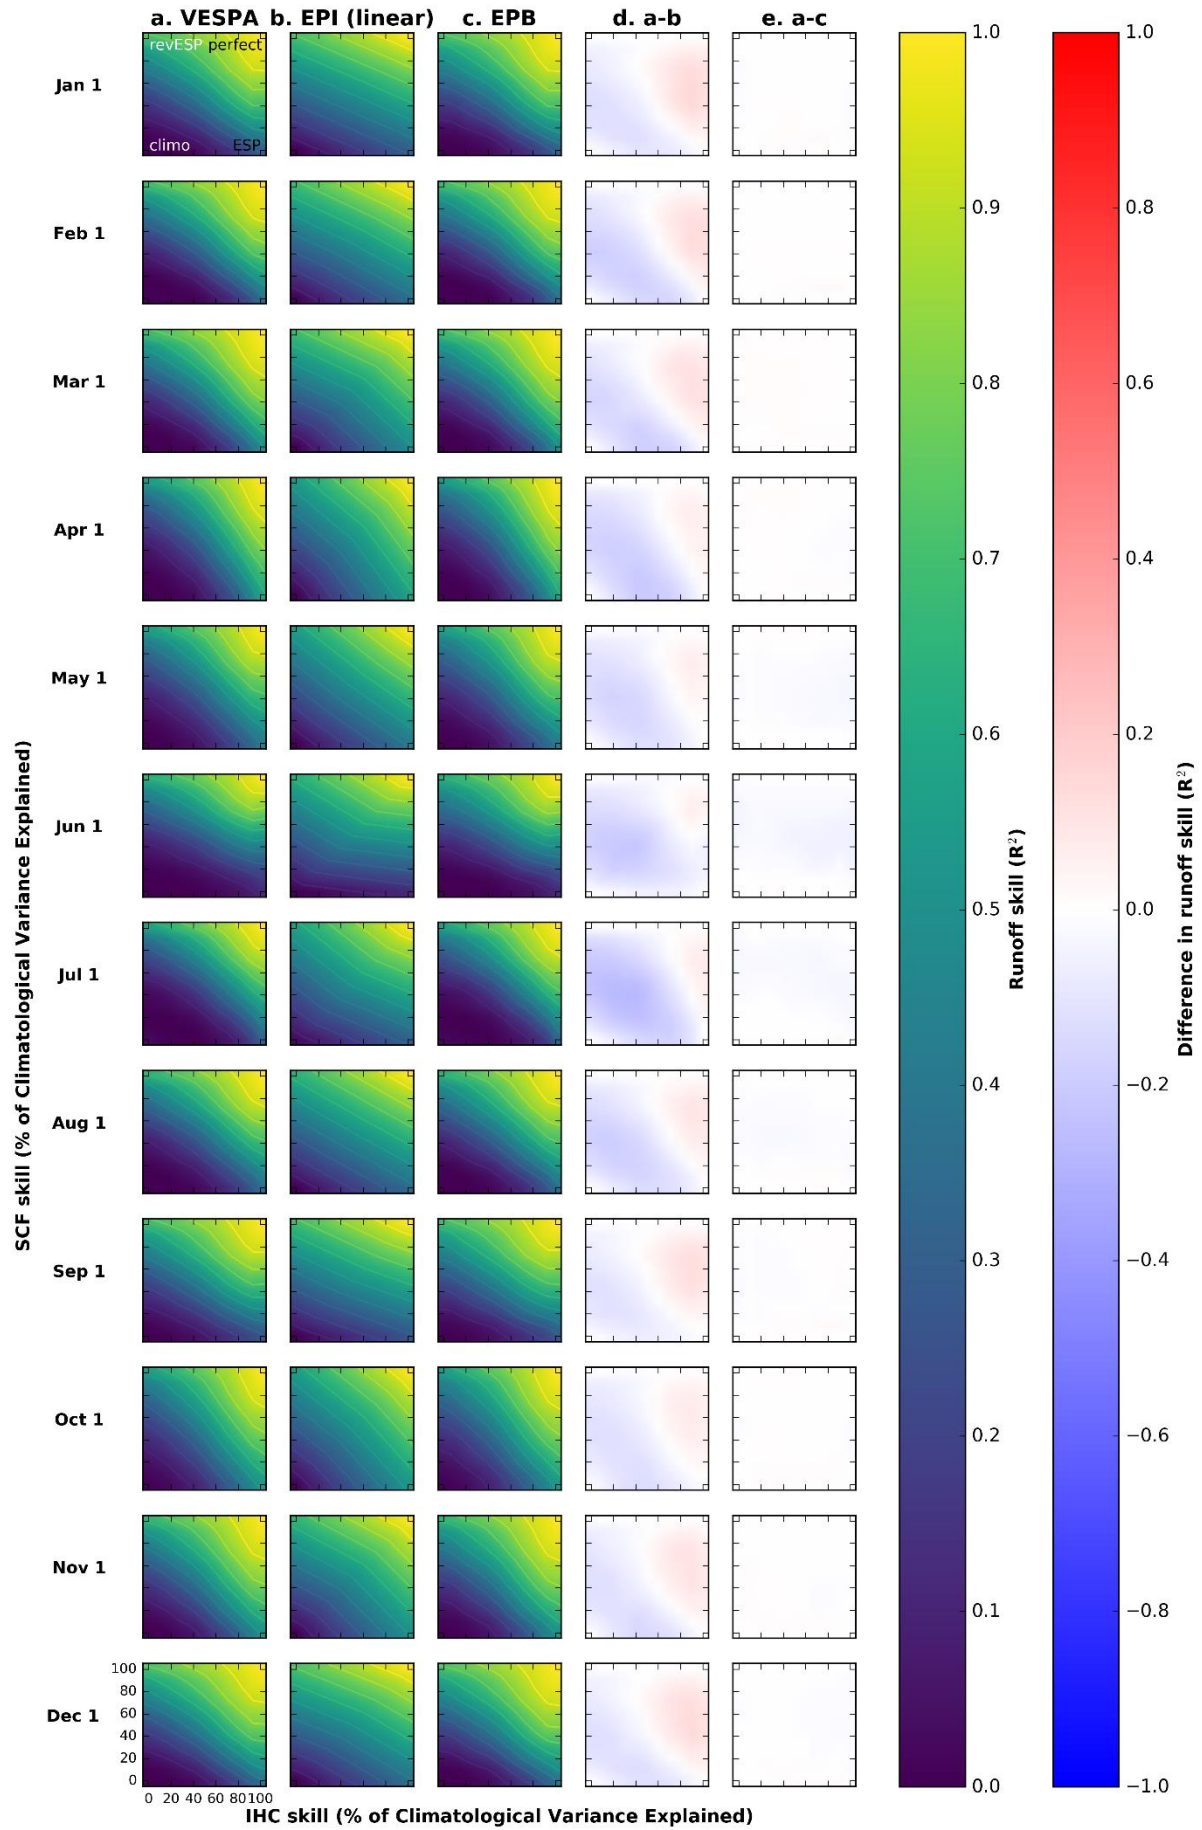 a. VESPA b. EPI (linear) c. EPB d. a-b e. a-c
revESP perfect
climo ESP
Jan 1
Feb 1
Mar 1
Apr 1
May 1
Jun 1
Jul 1
Aug 1
Sep 1
Oct 1
Nov 1
Dec 1
SCF skill (% of Climatological Variance Explained)
100
80
60
40
20
0
0 20 40 60 80 100
IHC skill (% of Climatological Variance Explained)
1.0
0.9
0.8
0.7
0.6
0.5
0.4
0.3
0.2
0.1
0.0
Runoff skill (R²)
1.0
0.8
0.6
0.4
0.2
0.0
−0.2
−0.4
−0.6
−0.8
−1.0
Difference in runoff skill (R²)